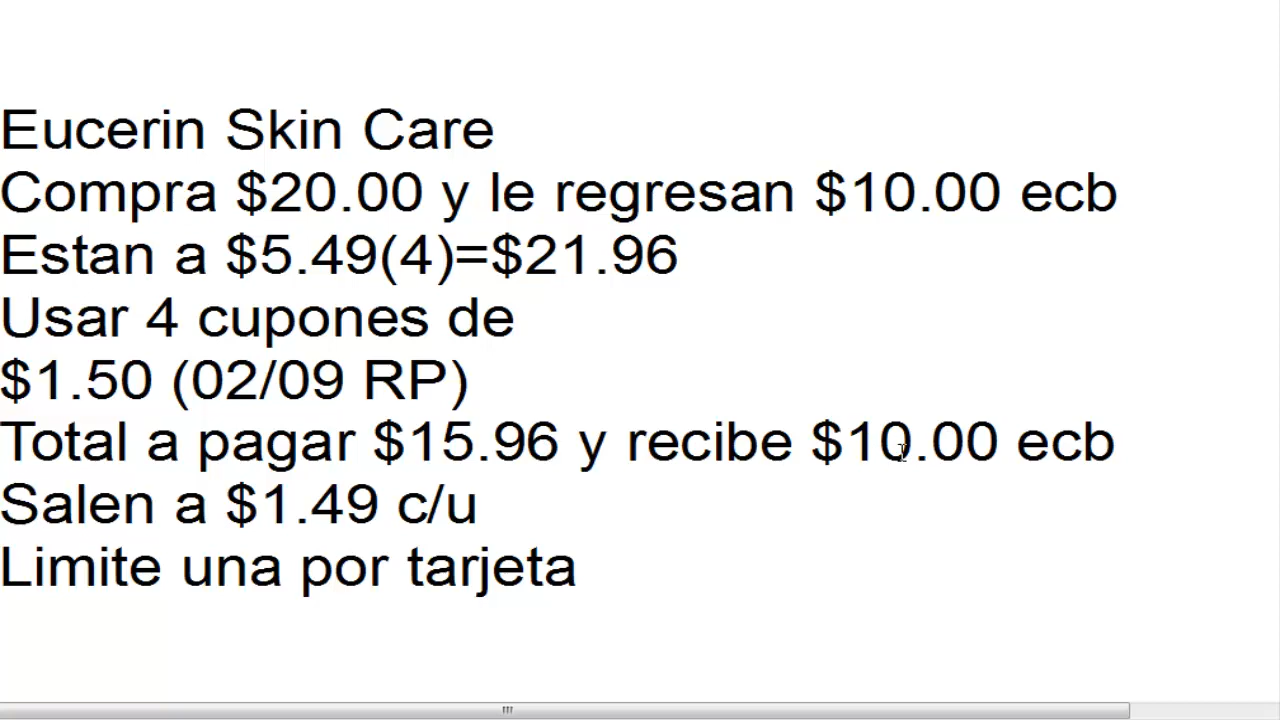 Eucerin Skin Care
Compra $20.00 y le regresan $10.00 ecb
Estan a $5.49(4)=$21.96
Usar 4 cupones de
$1.50 (02/09 RP)
Total a pagar $15.96 y recibe $10.00 ecb
Salen a $1.49 c/u
Limite una por tarjeta